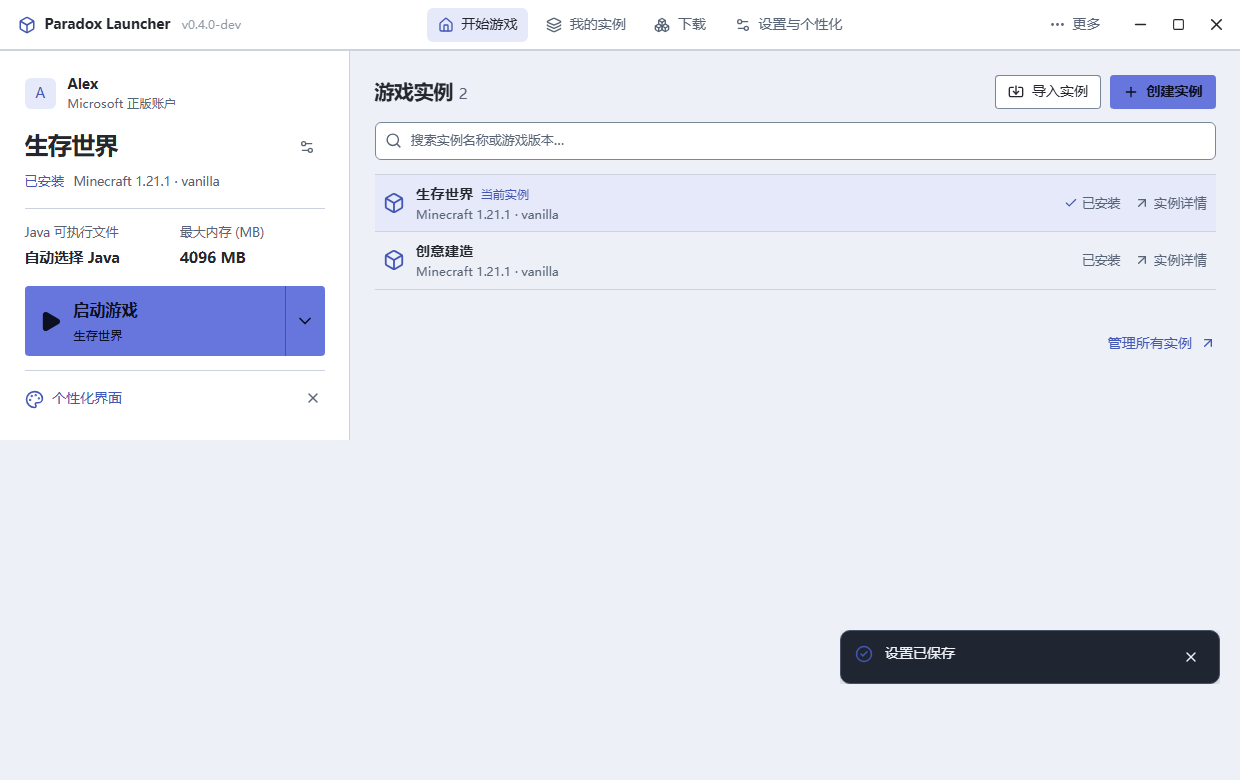 Paradox Launcher v0.4.0-dev
开始游戏 我的实例 下载 设置与个性化 更多
A
Alex
Microsoft 正版账户
生存世界
已安装 Minecraft 1.21.1 · vanilla
Java 可执行文件 最大内存 (MB)
自动选择 Java 4096 MB
启动游戏
生存世界
个性化界面
游戏实例 2
导入实例 创建实例
搜索实例名称或游戏版本...
生存世界 当前实例
Minecraft 1.21.1 · vanilla
已安装 实例详情
创意建造
Minecraft 1.21.1 · vanilla
已安装 实例详情
管理所有实例
设置已保存